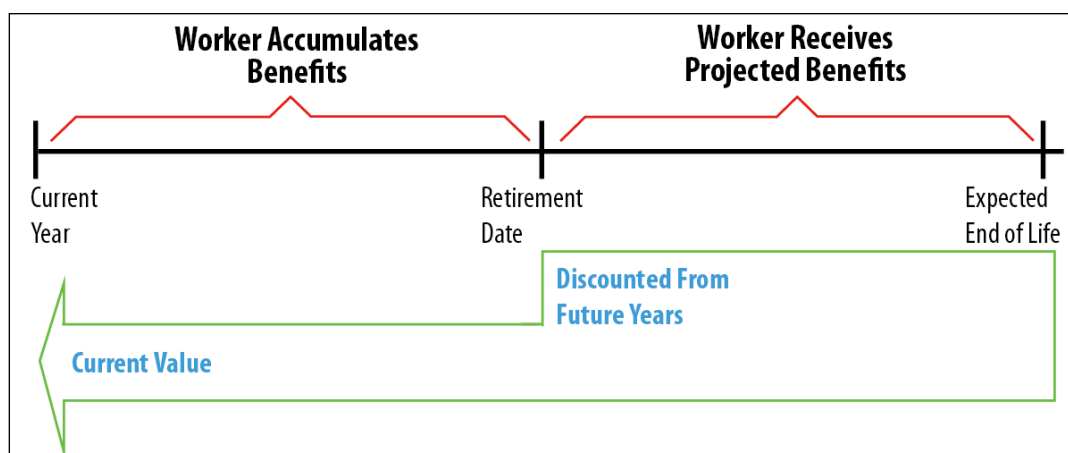 Worker Accumulates
Benefits
Worker Receives
Projected Benefits
Current
Year
Retirement
Date
Expected
End of Life
Discounted From
Future Years
Current Value